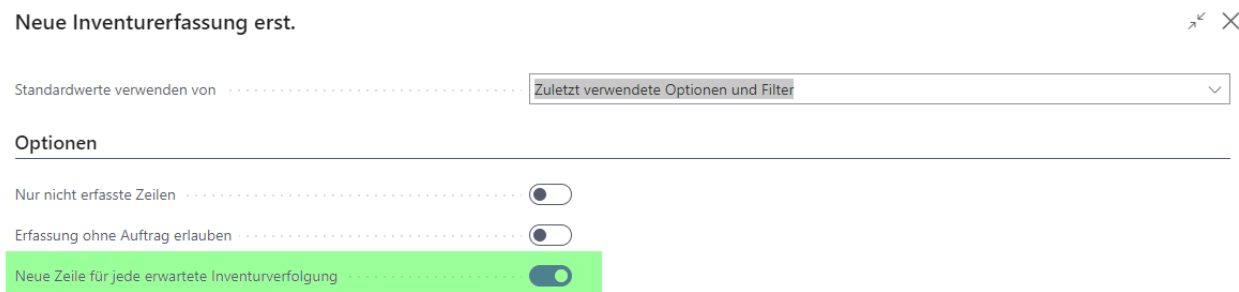 Neue Inventurerfassung erst.
Standardwerte verwenden von
Zuletzt verwendete Optionen und Filter
Optionen
Nur nicht erfasste Zeilen
Erfassung ohne Auftrag erlauben
Neue Zeile für jede erwartete Inventurverfolgung